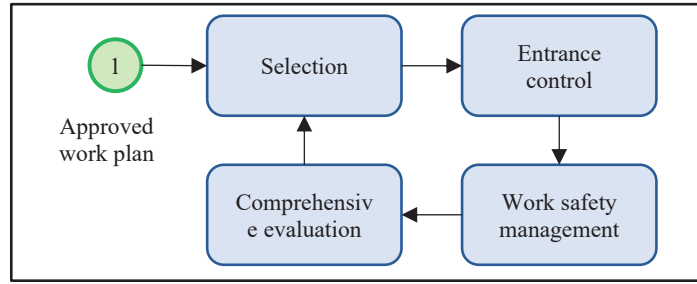 1
Approved
work plan
Selection
Entrance
control
Comprehensiv
e evaluation
Work safety
management